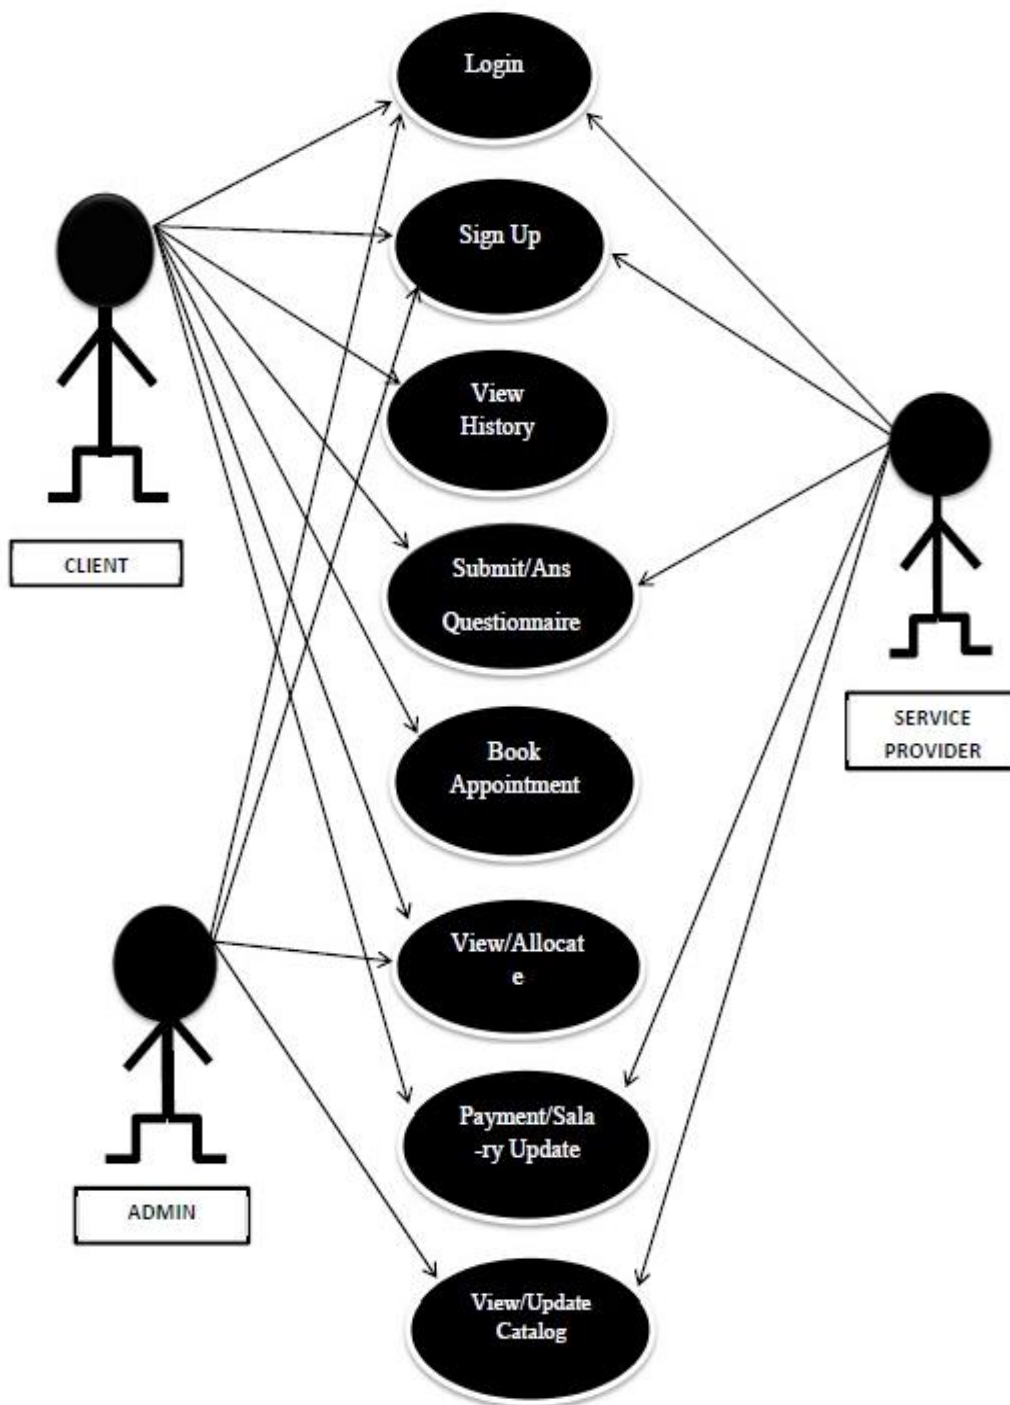 Login
Sign Up
View
History
CLIENT
Submit/Ans
Questionnaire
SERVICE
PROVIDER
Book
Appointment
View/Allocat
e
Payment/Sala
-ry Update
ADMIN
View/Update
Catalog